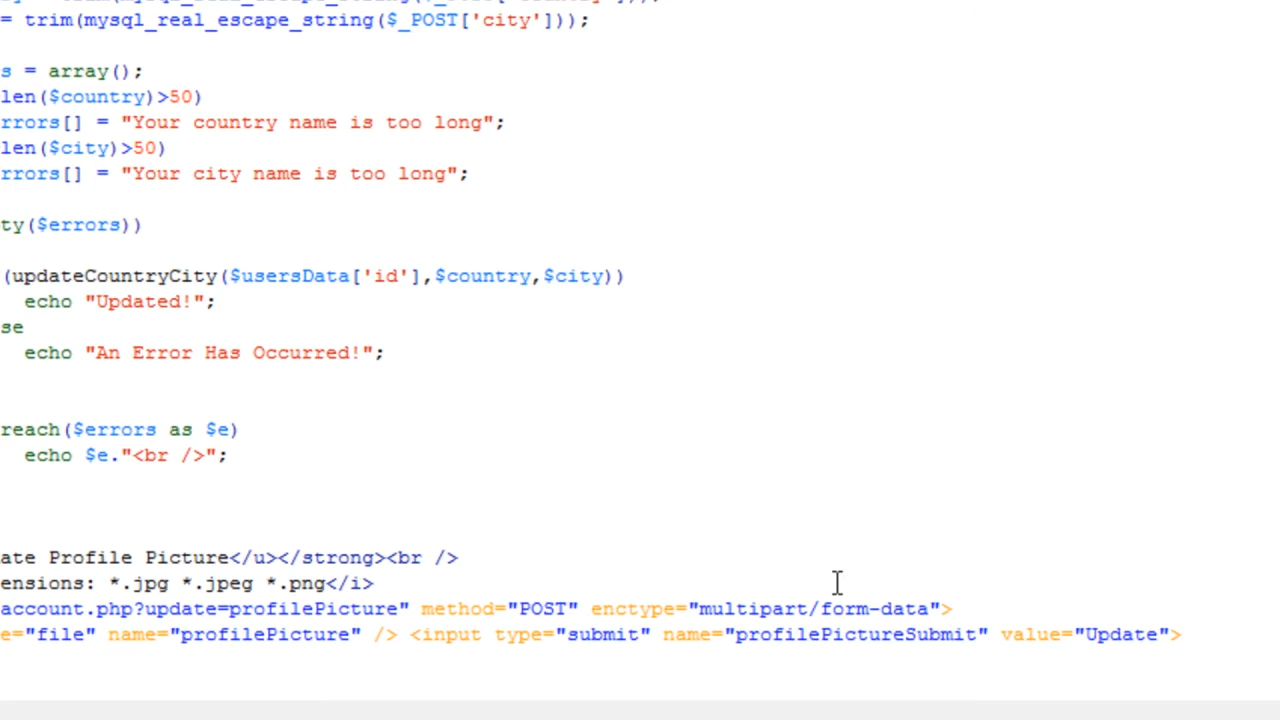 = trim(mysql_real_escape_string($_POST['city']));
s = array();
len($country)>50)
rrors[] = "Your country name is too long";
len($city)>50)
rrors[] = "Your city name is too long";
ty($errors))
(updateCountryCity($usersData['id'],$country,$city))
echo "Updated!";
se
echo "An Error Has Occurred!";
reach($errors as $e)
echo $e."<br />";
ate Profile Picture</u></strong><br />
ensions: *.jpg *.jpeg *.png</i>
account.php?update=profilePicture" method="POST" enctype="multipart/form-data">
e="file" name="profilePicture" /> <input type="submit" name="profilePictureSubmit" value="Update">